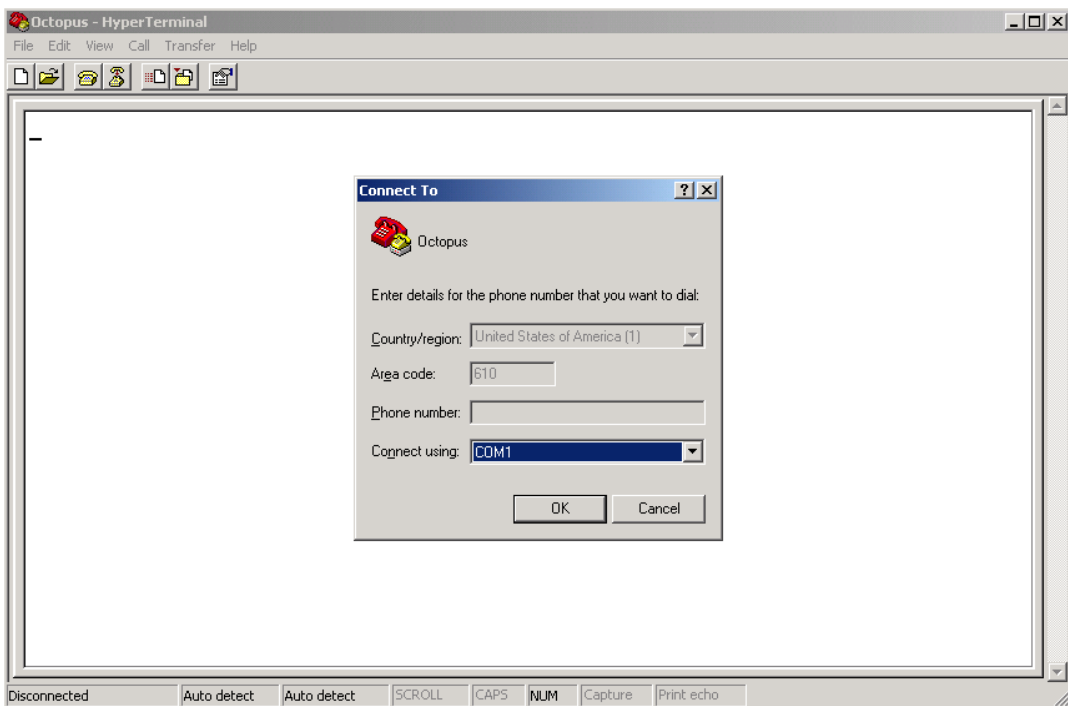 Octopus - HyperTerminal
File Edit View Call Transfer Help
Connect To
Octopus
Enter details for the phone number that you want to dial:
Country/region: United States of America (1)
Area code: 610
Phone number:
Connect using: COM1
OK Cancel
Disconnected Auto detect Auto detect SCROLL CAPS NUM Capture Print echo